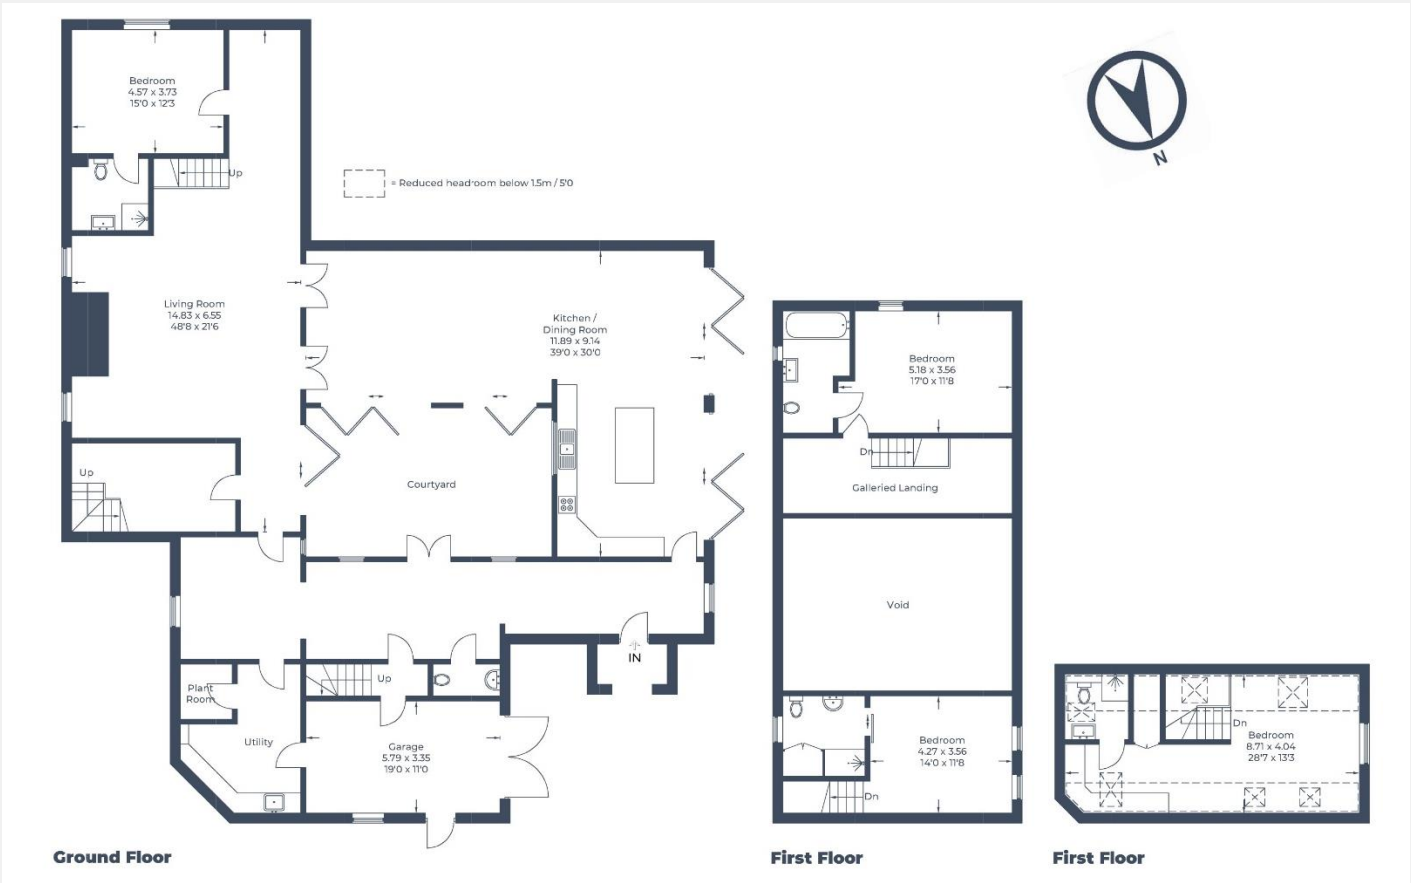 Bedroom
4.57 x 3.73
15'0 x 12'3
Up
= Reduced headroom below 1.5m / 5'0
N
Living Room
14.83 x 6.55
48'8 x 21'6
Kitchen /
Dining Room
11.89 x 9.14
39'0 x 30'0
Up
Courtyard
IN
Plant
Room
Up
Utility
Garage
5.79 x 3.35
19'0 x 11'0
Ground Floor
Bedroom
5.18 x 3.56
17'0 x 11'8
Dn
Galleried Landing
Void
Bedroom
4.27 x 3.56
14'0 x 11'8
Dn
First Floor
Dn
Bedroom
8.71 x 4.04
28'7 x 13'3
First Floor